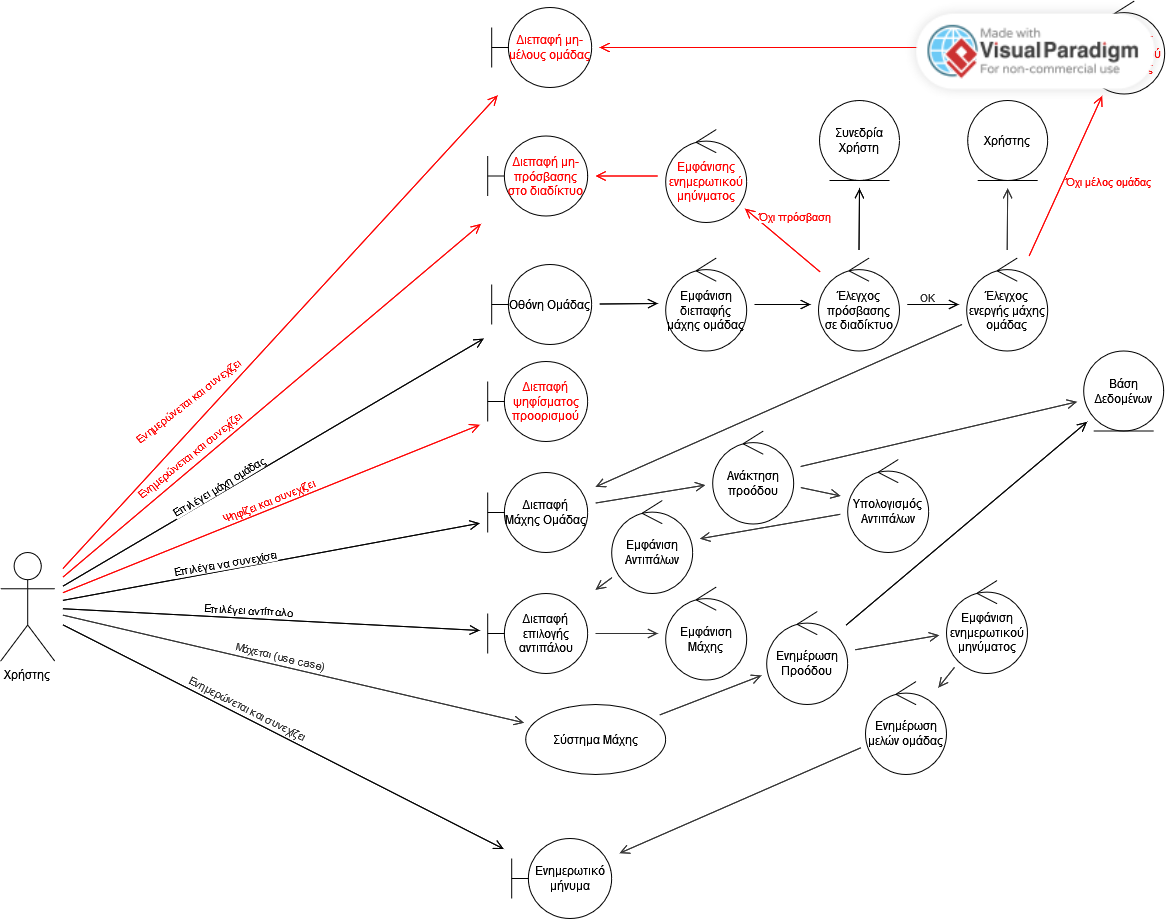 Διεπαφή μη-
μέλους ομάδας
Made with
Visual Paradigm
For non-commercial use
Διεπαφή μη-
πρόσβασης
στο διαδίκτυο
Εμφάνισης
ενημερωτικού
μηύνματος
Συνεδρία
Χρήστη
Χρήστης
Όχι μέλος ομάδας
Όχι πρόσβαση
Οθόνη Ομάδας
Εμφάνιση
διεπαφής
μάχης ομάδας
Έλεγχος
πρόσβασης
σε διαδίκτυο
OK
Έλεγχος
ενεργής μάχης
ομάδας
Ενημερώνεται και συνεχίζει
Διεπαφή
ψηφίσματος
προορισμού
Βάση
Δεδομένων
Ενημερώνεται και συνεχίζει
Επιλέγει μάχη ομάδας
Ψηφίζει και συνεχίζει
Διεπαφή
Μάχης Ομάδας
Ανάκτηση
προόδου
Υπολογισμός
Αντιπάλων
Εμφάνιση
Αντιπάλων
Επιλέγει να συνεχίσει
Επιλέγει αντίπαλο
Διεπαφή
επιλογής
αντιπάλου
Εμφάνιση
Μάχης
Ενημέρωση
Προόδου
Εμφάνιση
ενημερωτικού
μηνύματος
Χρήστης
Μάχεται (use case)
Ενημερώνεται και συνεχίζει
Σύστημα Μάχης
Ενημέρωση
μελών ομάδας
Ενημερωτικό
μήνυμα